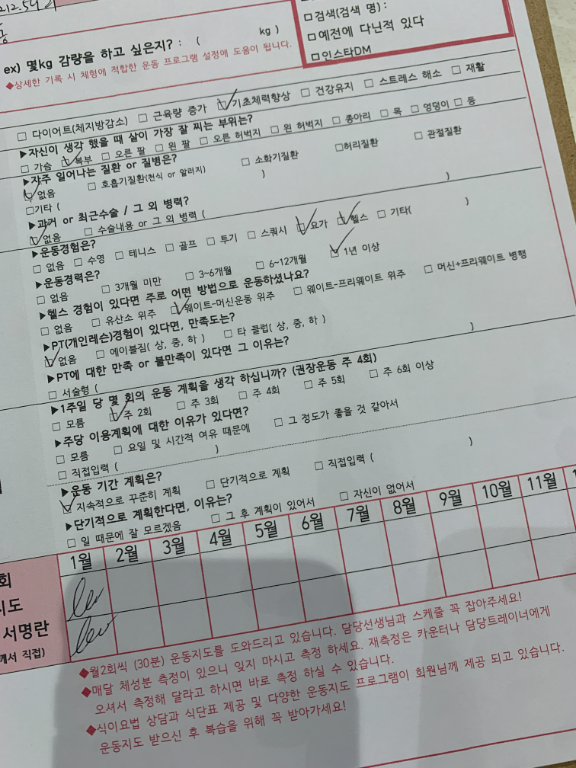 212.54
□검색(검색 명 :
□예전에 다닌적 있다
□인스타DM
ex) 몇kg 감량을 하고 싶은지? : ( kg )
◆상세한 기록 시 체형에 적합한 운동 프로그램 설정에 도움이 됩니다.
□ 다이어트(체지방감소) □ 근육량 증가 ☑ 기초체력향상 □ 건강유지 □ 스트레스 해소 □ 재활
▶자신이 생각 했을 때 살이 가장 잘 찌는 부위는?
□ 가슴 ☑ 복부 □ 오른 팔 □ 왼 팔 □ 오른 허벅지 □ 왼 허벅지 □ 종아리 □ 목 □ 엉덩이 □ 등
▶자주 일어나는 질환 or 질병은?
☑ 없음 □ 호흡기질환(천식 or 알러지) □ 소화기질환 □허리질환 □ 관절질환
□기타 ( )
▶과거 or 최근수술 / 그 외 병력?
☑ 없음 □ 수술내용 or 그 외 병력 ( )
▶운동경험은?
□ 없음 □ 수영 □ 테니스 □ 골프 □ 투기 □ 스쿼시 ☑ 요가 ☑ 헬스 □ 기타( )
▶운동경력은?
□ 없음 □ 3개월 미만 □ 3~6개월 □ 6~12개월 ☑ 1년 이상
▶헬스 경험이 있다면 주로 어떤 방법으로 운동하셨나요?
□ 없음 □ 유산소 위주 ☑ 웨이트-머신운동 위주 □ 웨이트-프리웨이트 위주 □ 머신+프리웨이트 병행
▶PT(개인레슨)경험이 있다면, 만족도는?
☑ 없음 □ 에이블짐( 상, 중, 하 ) □ 타 클럽( 상, 중, 하 )
▶PT에 대한 만족 or 불만족이 있다면 그 이유는?
□ 서술형 ( )
▶1주일 당 몇 회의 운동 계획을 생각 하십니까? (권장운동 주 4회)
□ 모름 ☑ 주 2회 □ 주 3회 □ 주 4회 □ 주 5회 □ 주 6회 이상
▶주당 이용계획에 대한 이유가 있다면?
□ 모름 □ 요일 및 시간적 여유 때문에 □ 그 정도가 좋을 것 같아서
□ 직접입력 ( )
▶운동 기간 계획은?
☑ 지속적으로 꾸준히 계획 □ 단기적으로 계획 □ 직접입력 ( )
▶단기적으로 계획한다면, 이유는?
□ 일 때문에 잘 모르겠음 □ 그 후 계획이 있어서 □ 자신이 없어서
1월 2월 3월 4월 5월 6월 7월 8월 9월 10월 11월
회
지도
서명란
께서 직접)
◆월2회씩 (30분) 운동지도를 도와드리고 있습니다. 담당선생님과 스케줄 꼭 잡아주세요!
◆매달 체성분 측정이 있으니 잊지 마시고 측정 하세요. 재측정은 카운터나 담당트레이너에게
오셔서 측정해 달라고 하시면 바로 측정 하실 수 있습니다.
◆식이요법 상담과 식단표 제공 및 다양한 운동지도 프로그램이 회원님께 제공 되고 있습니다.
운동지도 받으신 후 복습을 위해 꼭 받아가세요!